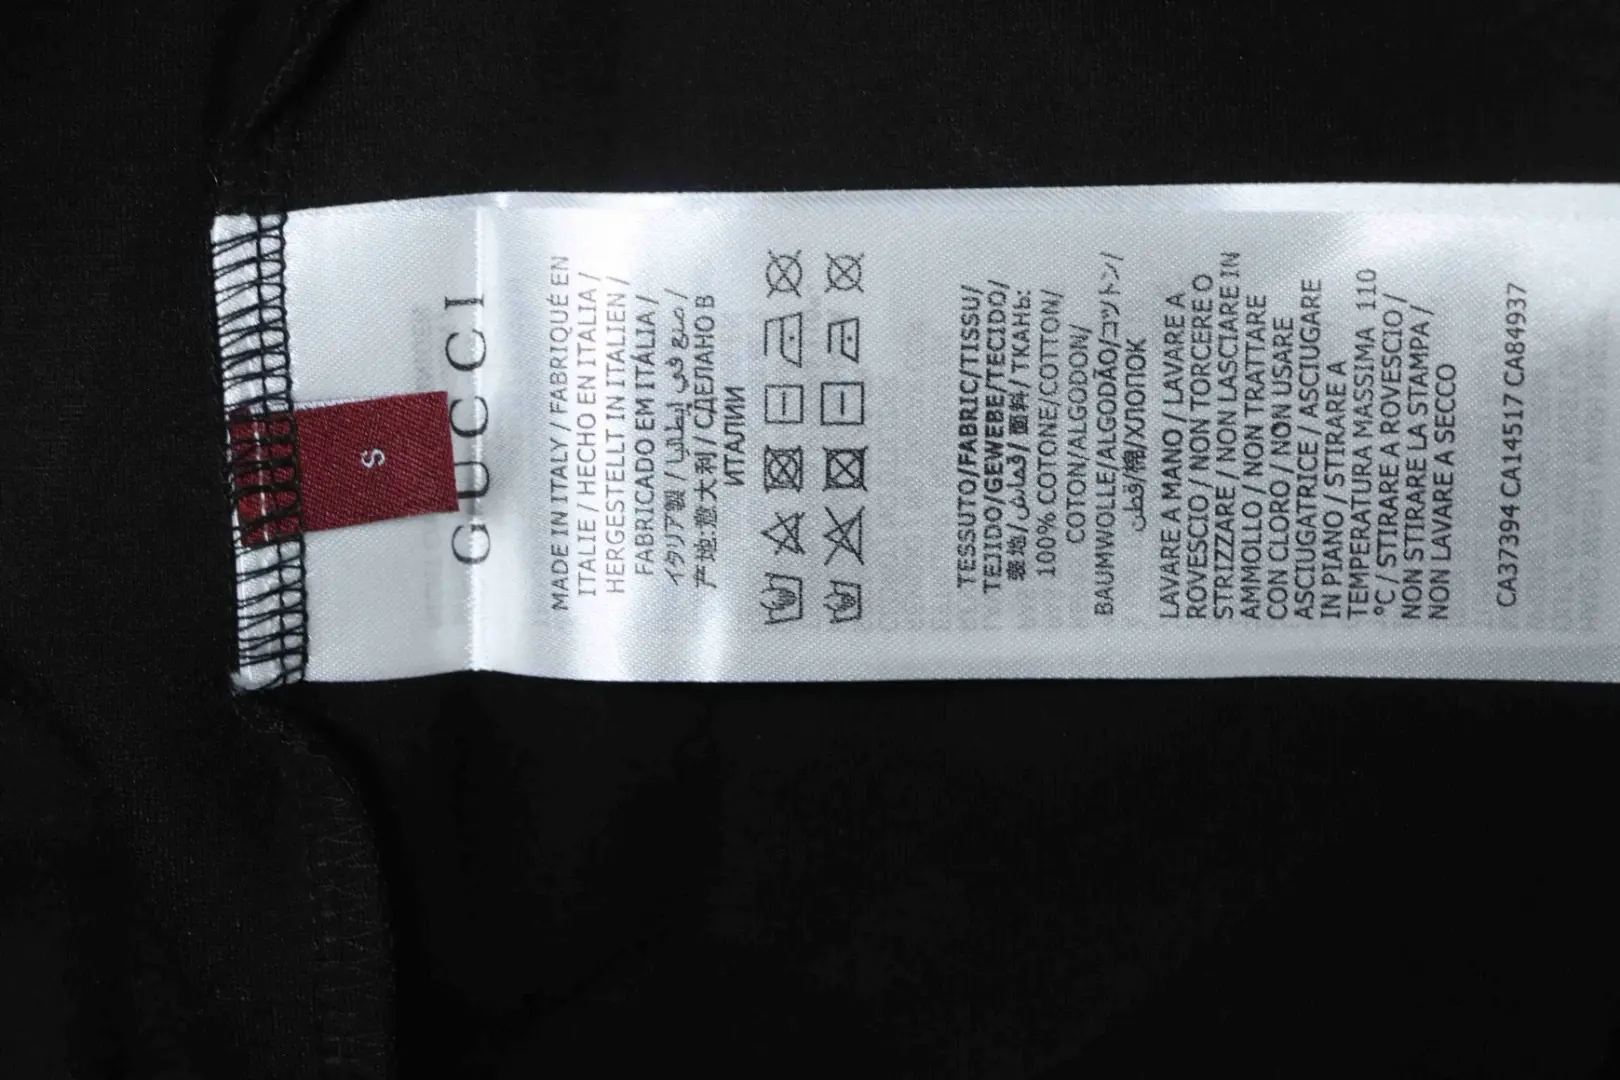 S
GUCCI
MADE IN ITALY / FABRIQUÉ EN
ITALIE / HECHO EN ITALIA /
HERGESTELLT IN ITALIEN /
FABRICADO EM ITÁLIA /
イタリア製 / صنع في إيطاليا /
产地:意大利 / СДЕЛАНО В
ИТАЛИИ
TESSUTO/FABRIC/TISSU/
TEJIDO/GEWEBE/TECIDO/
表地/قماش/面料/ТКАНЬ:
100% COTONE/COTTON/
COTON/ALGODON/
BAUMWOLLE/ALGODÃO/コットン/
قطن/棉/ХЛОПОК
LAVARE A MANO / LAVARE A
ROVESCIO / NON TORCERE O
STRIZZARE / NON LASCIARE IN
AMMOLLO / NON TRATTARE
CON CLORO / NON USARE
ASCIUGATRICE / ASCIUGARE
IN PIANO / STIRARE A
TEMPERATURA MASSIMA 110
°C / STIRARE A ROVESCIO /
NON STIRARE LA STAMPA /
NON LAVARE A SECCO
CA37394 CA14517 CA84937